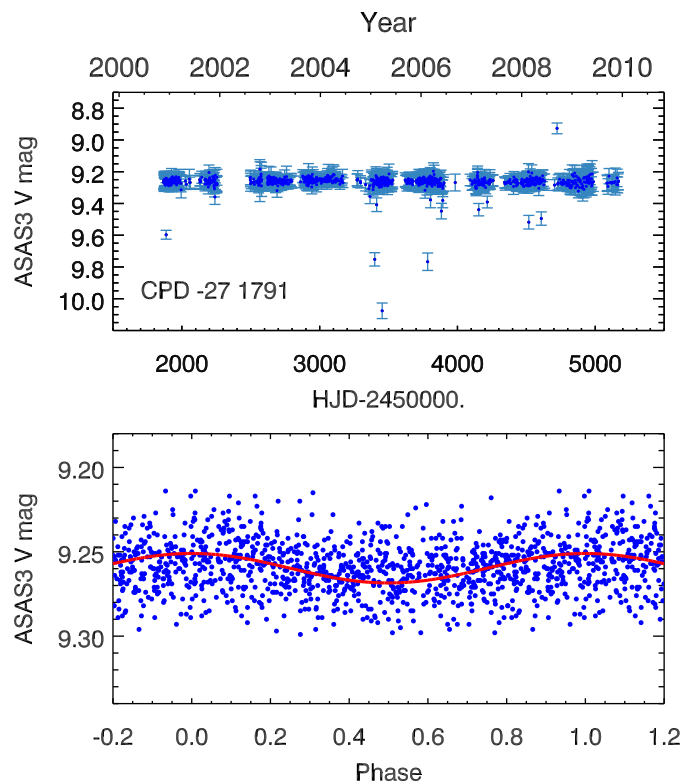 Year
2000 2002 2004 2006 2008 2010
ASAS3 V mag
8.8
9.0
9.2
9.4
9.6
9.8
10.0
CPD -27 1791
2000 3000 4000 5000
HJD-2450000.
ASAS3 V mag
9.20
9.25
9.30
-0.2 0.0 0.2 0.4 0.6 0.8 1.0 1.2
Phase